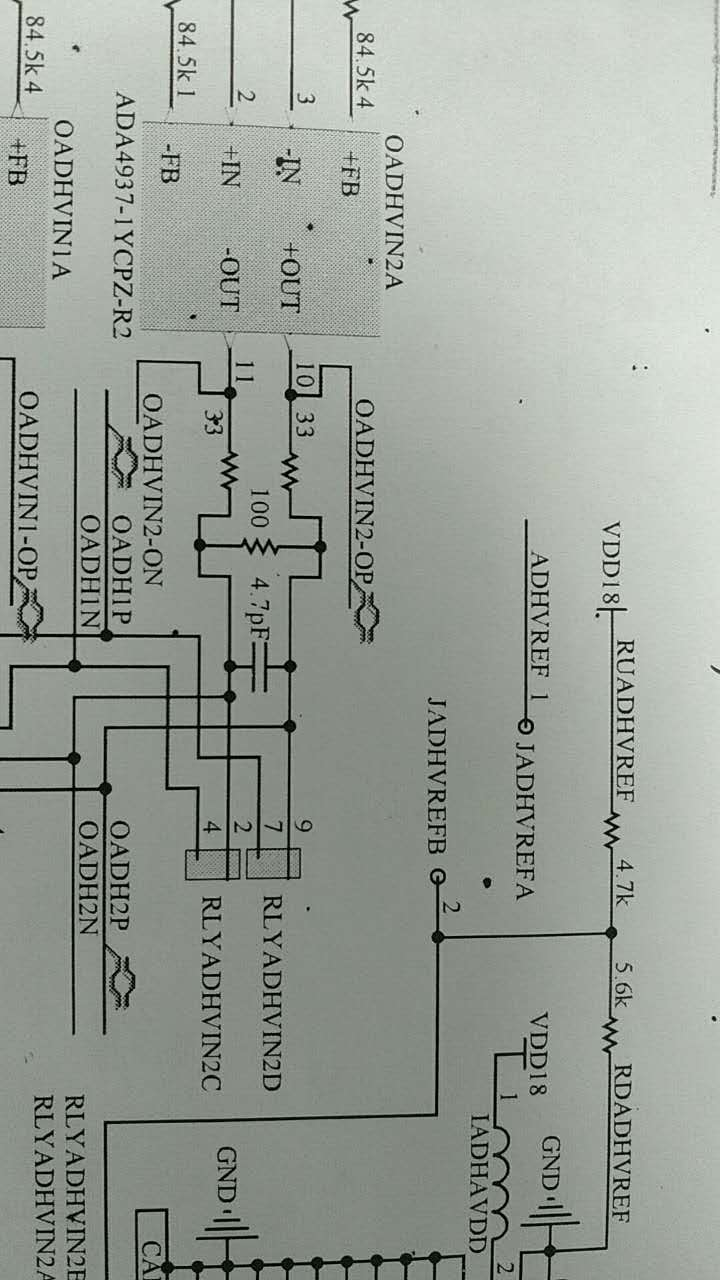 VDD18
RUADHVREF
4.7k
5.6k
RDADHVREF
ADHVREF 1
JADHVREFA
VDD18
1
GND
IADHAVDD
2
JADHVREFB
2
OADHVIN2A
84.5k 4
+FB
3
-IN
+OUT
10
33
OADHVIN2-OP
2
+IN
-OUT
11
33
100
4.7pF
9
7
RLYADHVIN2D
2
4
RLYADHVIN2C
GND
84.5k 1
-FB
ADA4937-1YCPZ-R2
OADHVIN2-ON
OADH1P
OADH1N
OADH2P
OADH2N
OADHVIN1A
84.5k 4
+FB
OADHVIN1-OP
RLYADHVIN2B
RLYADHVIN2A